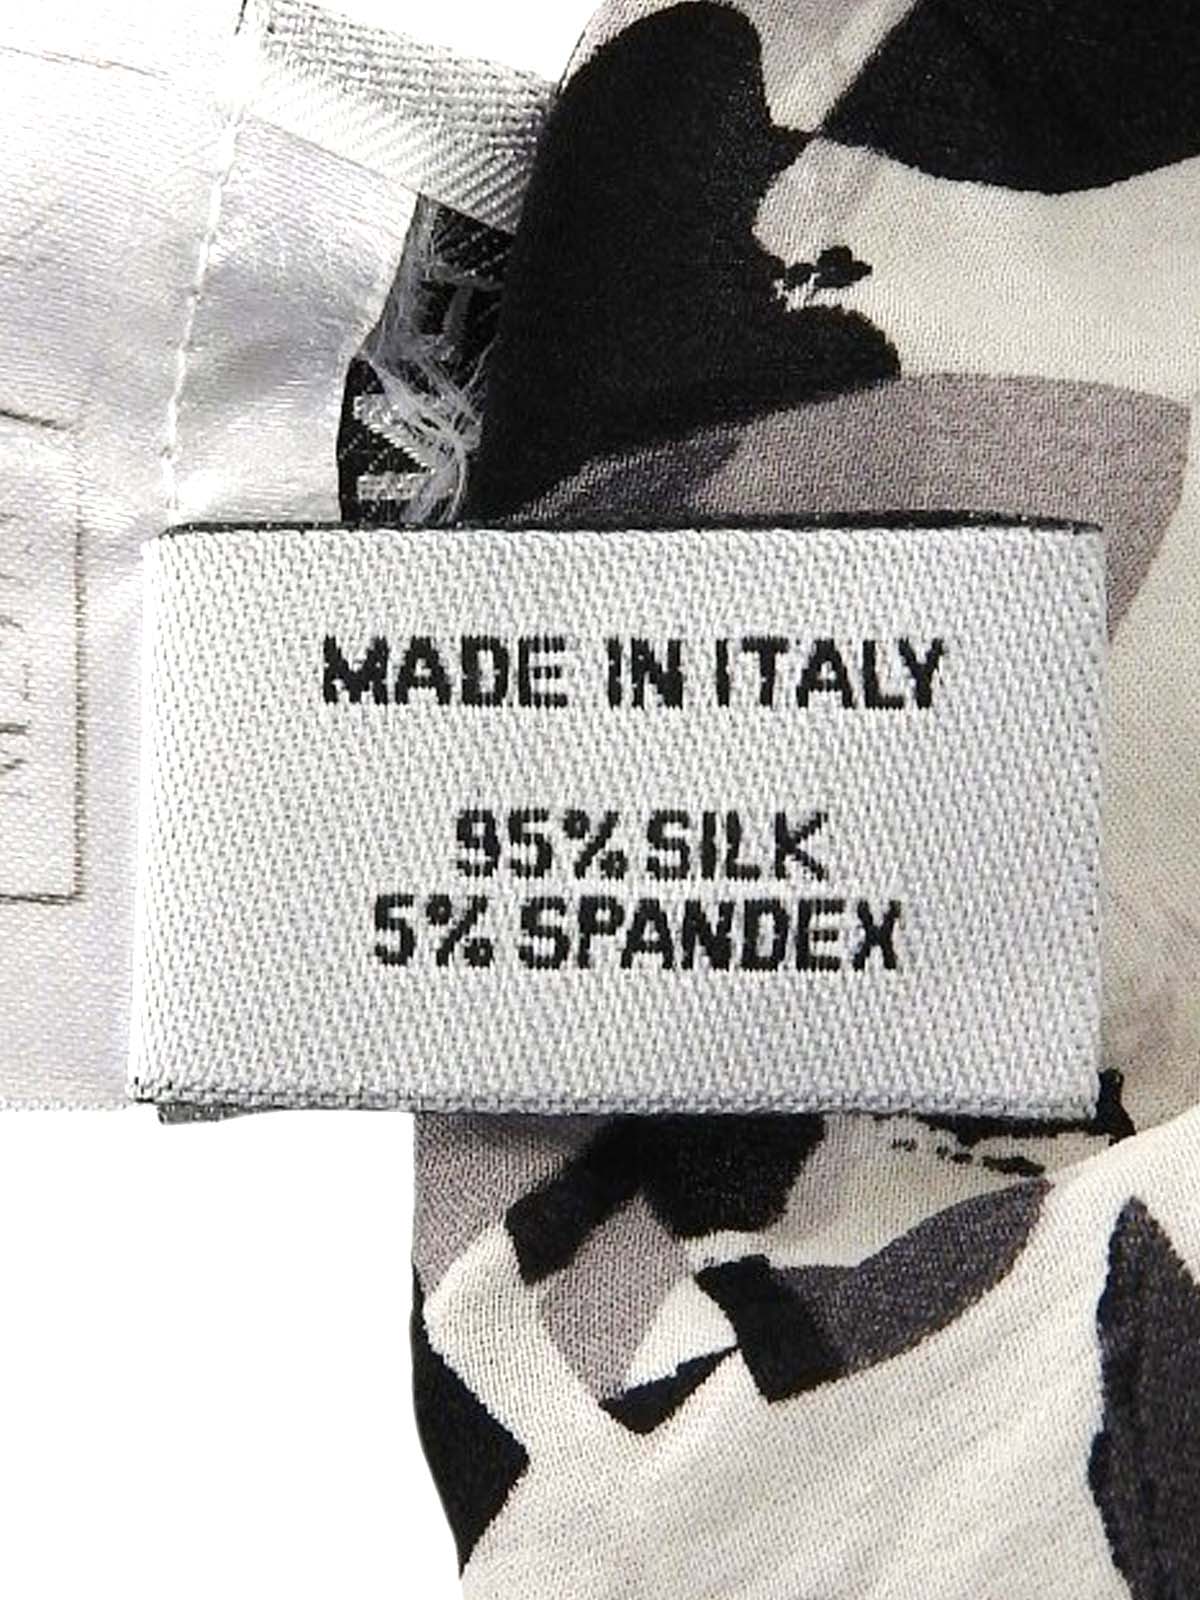 MADE IN ITALY
95% SILK
5% SPANDEX